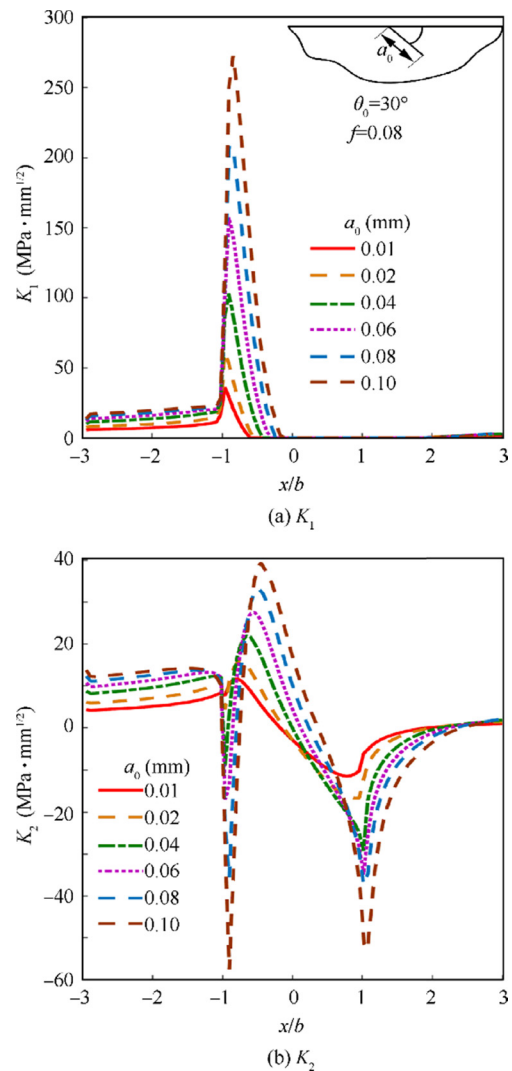 300
250
200
150
100
50
0
K₁ (MPa · mm¹/²)
a₀
θ₀=30°
f=0.08
a₀ (mm)
0.01
0.02
0.04
0.06
0.08
0.10
−3 −2 −1 0 1 2 3
x/b
(a) K₁
40
20
0
−20
−40
−60
K₂ (MPa · mm¹/²)
a₀ (mm)
0.01
0.02
0.04
0.06
0.08
0.10
−3 −2 −1 0 1 2 3
x/b
(b) K₂